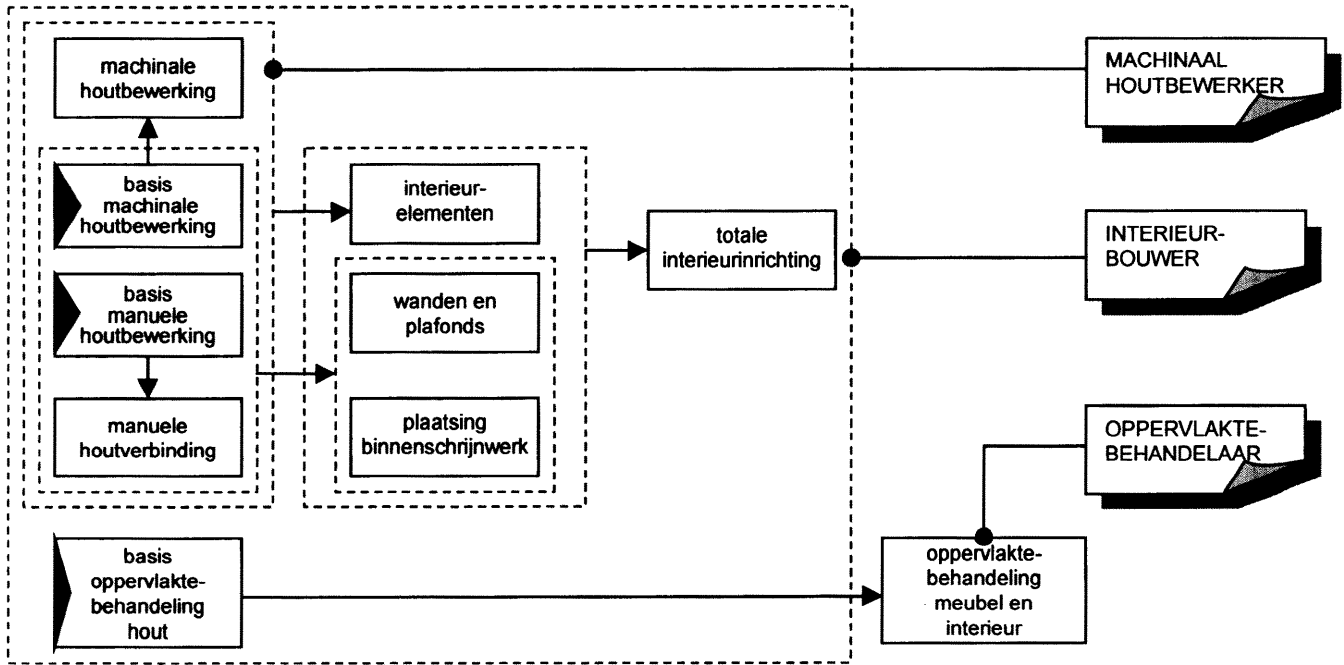 machinale
houtbewerking
basis
machinale
houtbewerking
basis
manuele
houtbewerking
manuele
houtverbinding
interieur-
elementen
wanden en
plafonds
plaatsing
binnenschrijnwerk
totale
interieurinrichting
basis
oppervlakte-
behandeling
hout
oppervlakte-
behandeling
meubel en
interieur
MACHINAAL
HOUTBEWERKER
INTERIEUR-
BOUWER
OPPERVLAKTE-
BEHANDELAAR